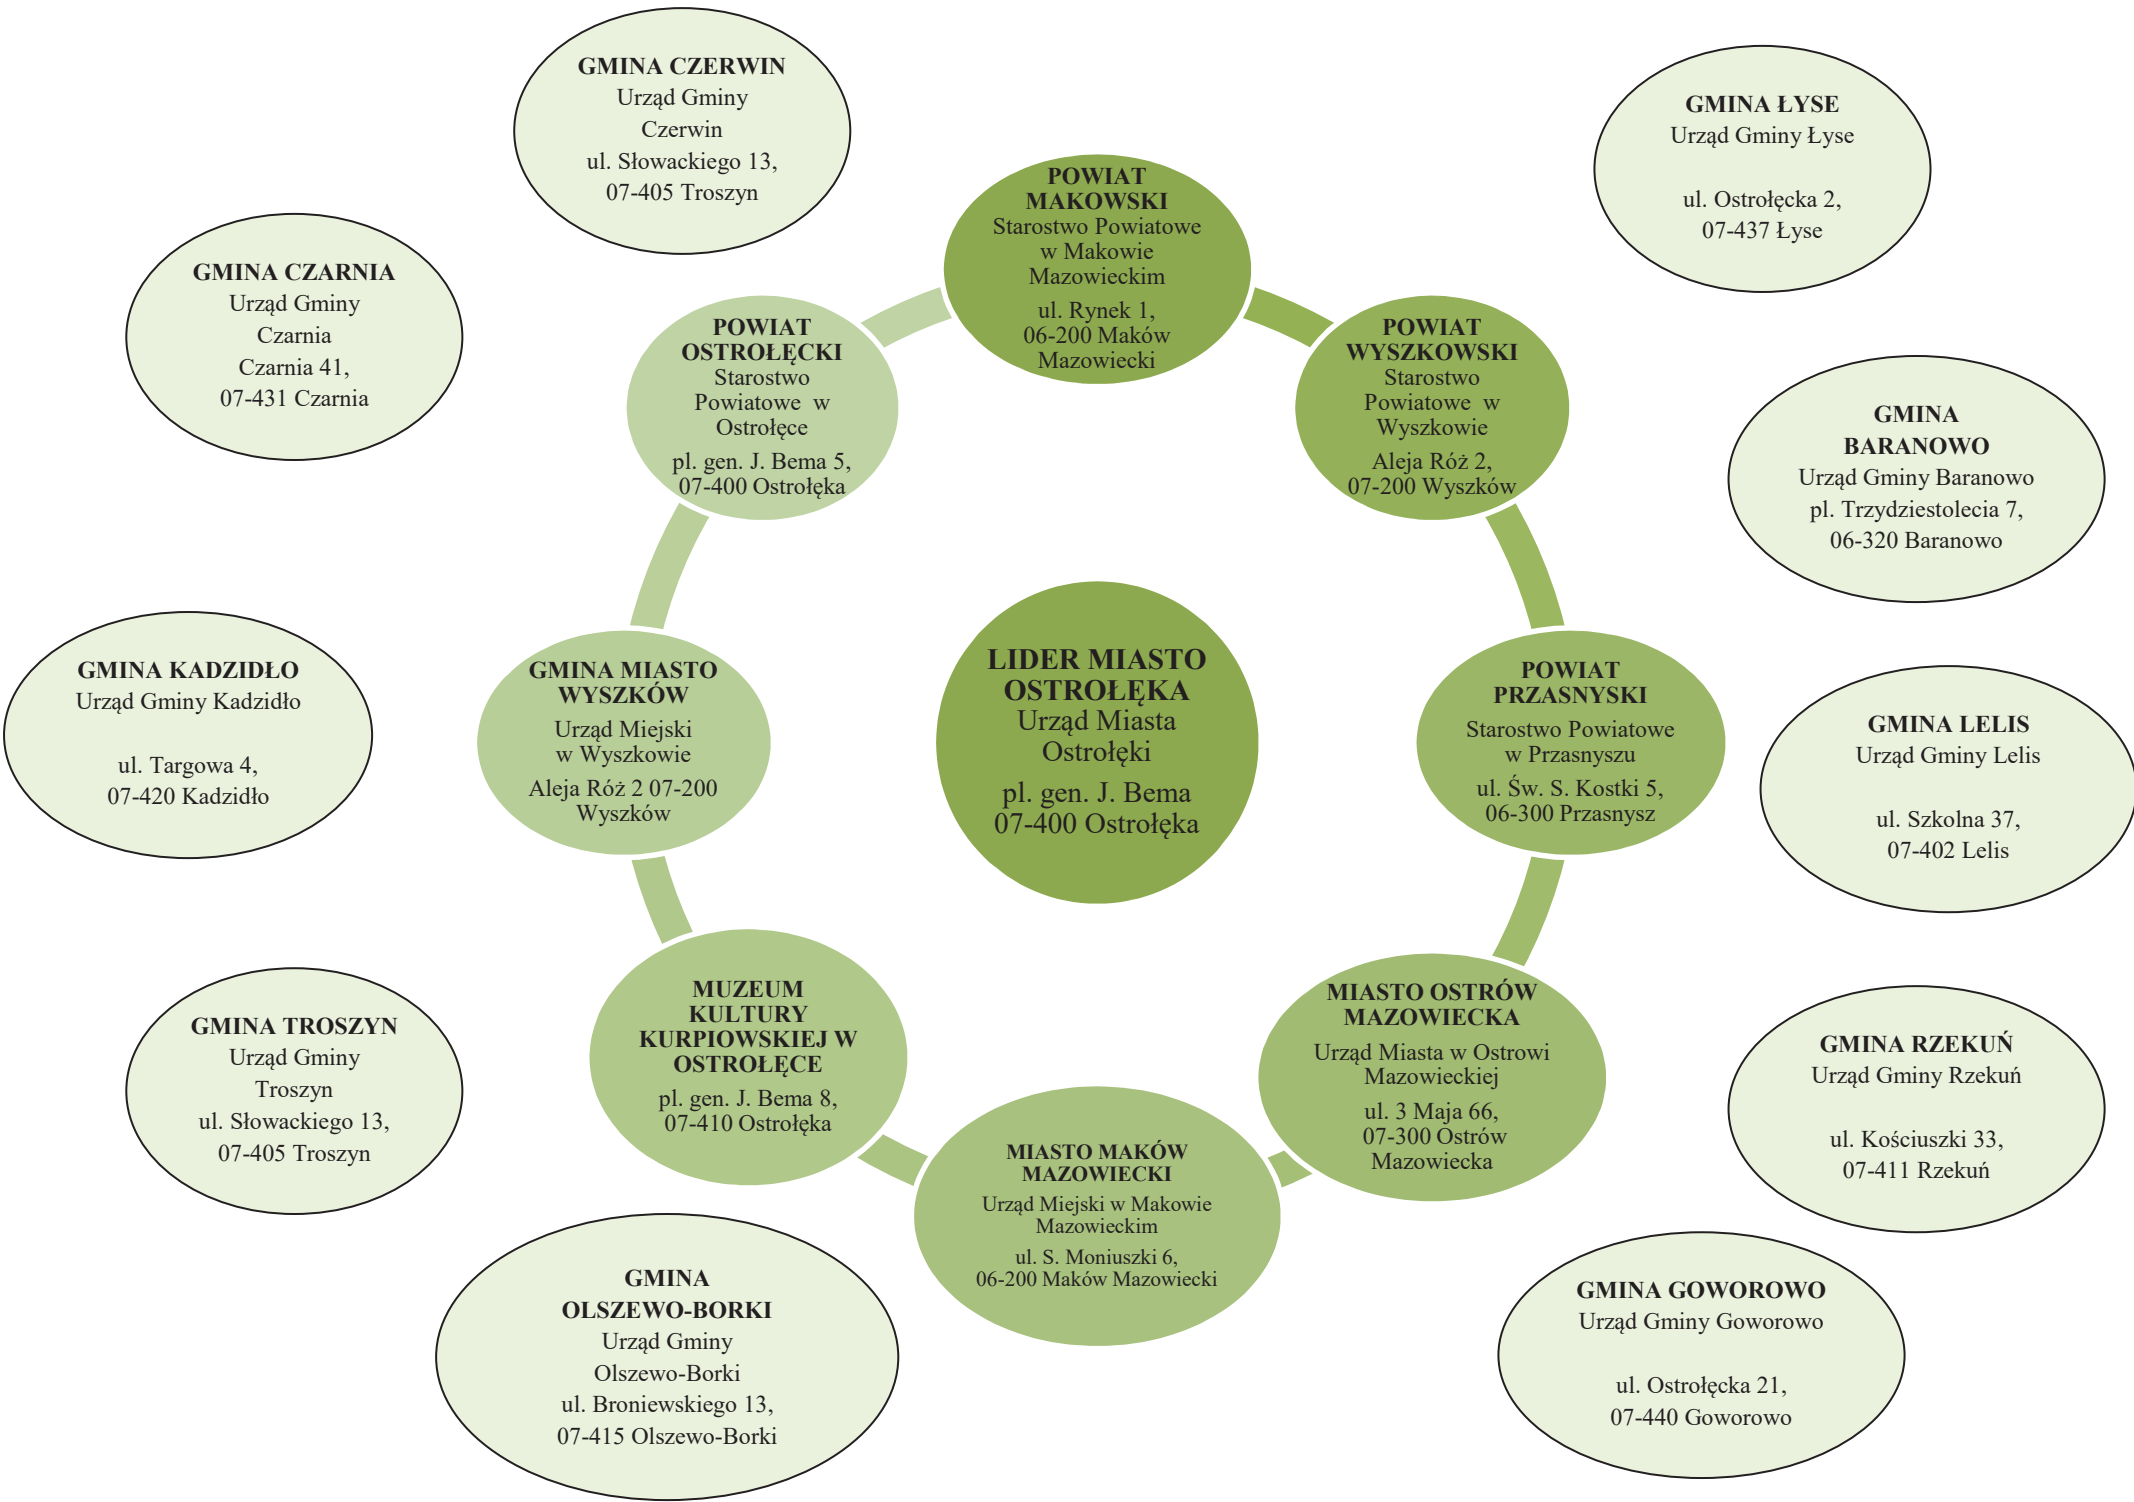 GMINA CZERWIN
Urząd Gminy
Czerwin
ul. Słowackiego 13,
07-405 Troszyn
GMINA ŁYSE
Urząd Gminy Łyse
ul. Ostrołęcka 2,
07-437 Łyse
POWIAT
MAKOWSKI
Starostwo Powiatowe
w Makowie
Mazowieckim
ul. Rynek 1,
06-200 Maków
Mazowiecki
GMINA CZARNIA
Urząd Gminy
Czarnia
Czarnia 41,
07-431 Czarnia
POWIAT
OSTROŁĘCKI
Starostwo
Powiatowe w
Ostrołęce
pl. gen. J. Bema 5,
07-400 Ostrołęka
POWIAT
WYSZKOWSKI
Starostwo
Powiatowe w
Wyszkowie
Aleja Róż 2,
07-200 Wyszków
GMINA
BARANOWO
Urząd Gminy Baranowo
pl. Trzydziestolecia 7,
06-320 Baranowo
GMINA KADZIDŁO
Urząd Gminy Kadzidło
ul. Targowa 4,
07-420 Kadzidło
GMINA MIASTO
WYSZKÓW
Urząd Miejski
w Wyszkowie
Aleja Róż 2 07-200
Wyszków
LIDER MIASTO
OSTROŁĘKA
Urząd Miasta
Ostrołęki
pl. gen. J. Bema
07-400 Ostrołęka
POWIAT
PRZASNYSKI
Starostwo Powiatowe
w Przasnyszu
ul. Św. S. Kostki 5,
06-300 Przasnysz
GMINA LELIS
Urząd Gminy Lelis
ul. Szkolna 37,
07-402 Lelis
GMINA TROSZYN
Urząd Gminy
Troszyn
ul. Słowackiego 13,
07-405 Troszyn
MUZEUM
KULTURY
KURPIOWSKIEJ W
OSTROŁĘCE
pl. gen. J. Bema 8,
07-410 Ostrołęka
MIASTO OSTRÓW
MAZOWIECKA
Urząd Miasta w Ostrowi
Mazowieckiej
ul. 3 Maja 66,
07-300 Ostrów
Mazowiecka
GMINA RZEKUŃ
Urząd Gminy Rzekuń
ul. Kościuszki 33,
07-411 Rzekuń
MIASTO MAKÓW
MAZOWIECKI
Urząd Miejski w Makowie
Mazowieckim
ul. S. Moniuszki 6,
06-200 Maków Mazowiecki
GMINA
OLSZEWO-BORKI
Urząd Gminy
Olszewo-Borki
ul. Broniewskiego 13,
07-415 Olszewo-Borki
GMINA GOWOROWO
Urząd Gminy Goworowo
ul. Ostrołęcka 21,
07-440 Goworowo